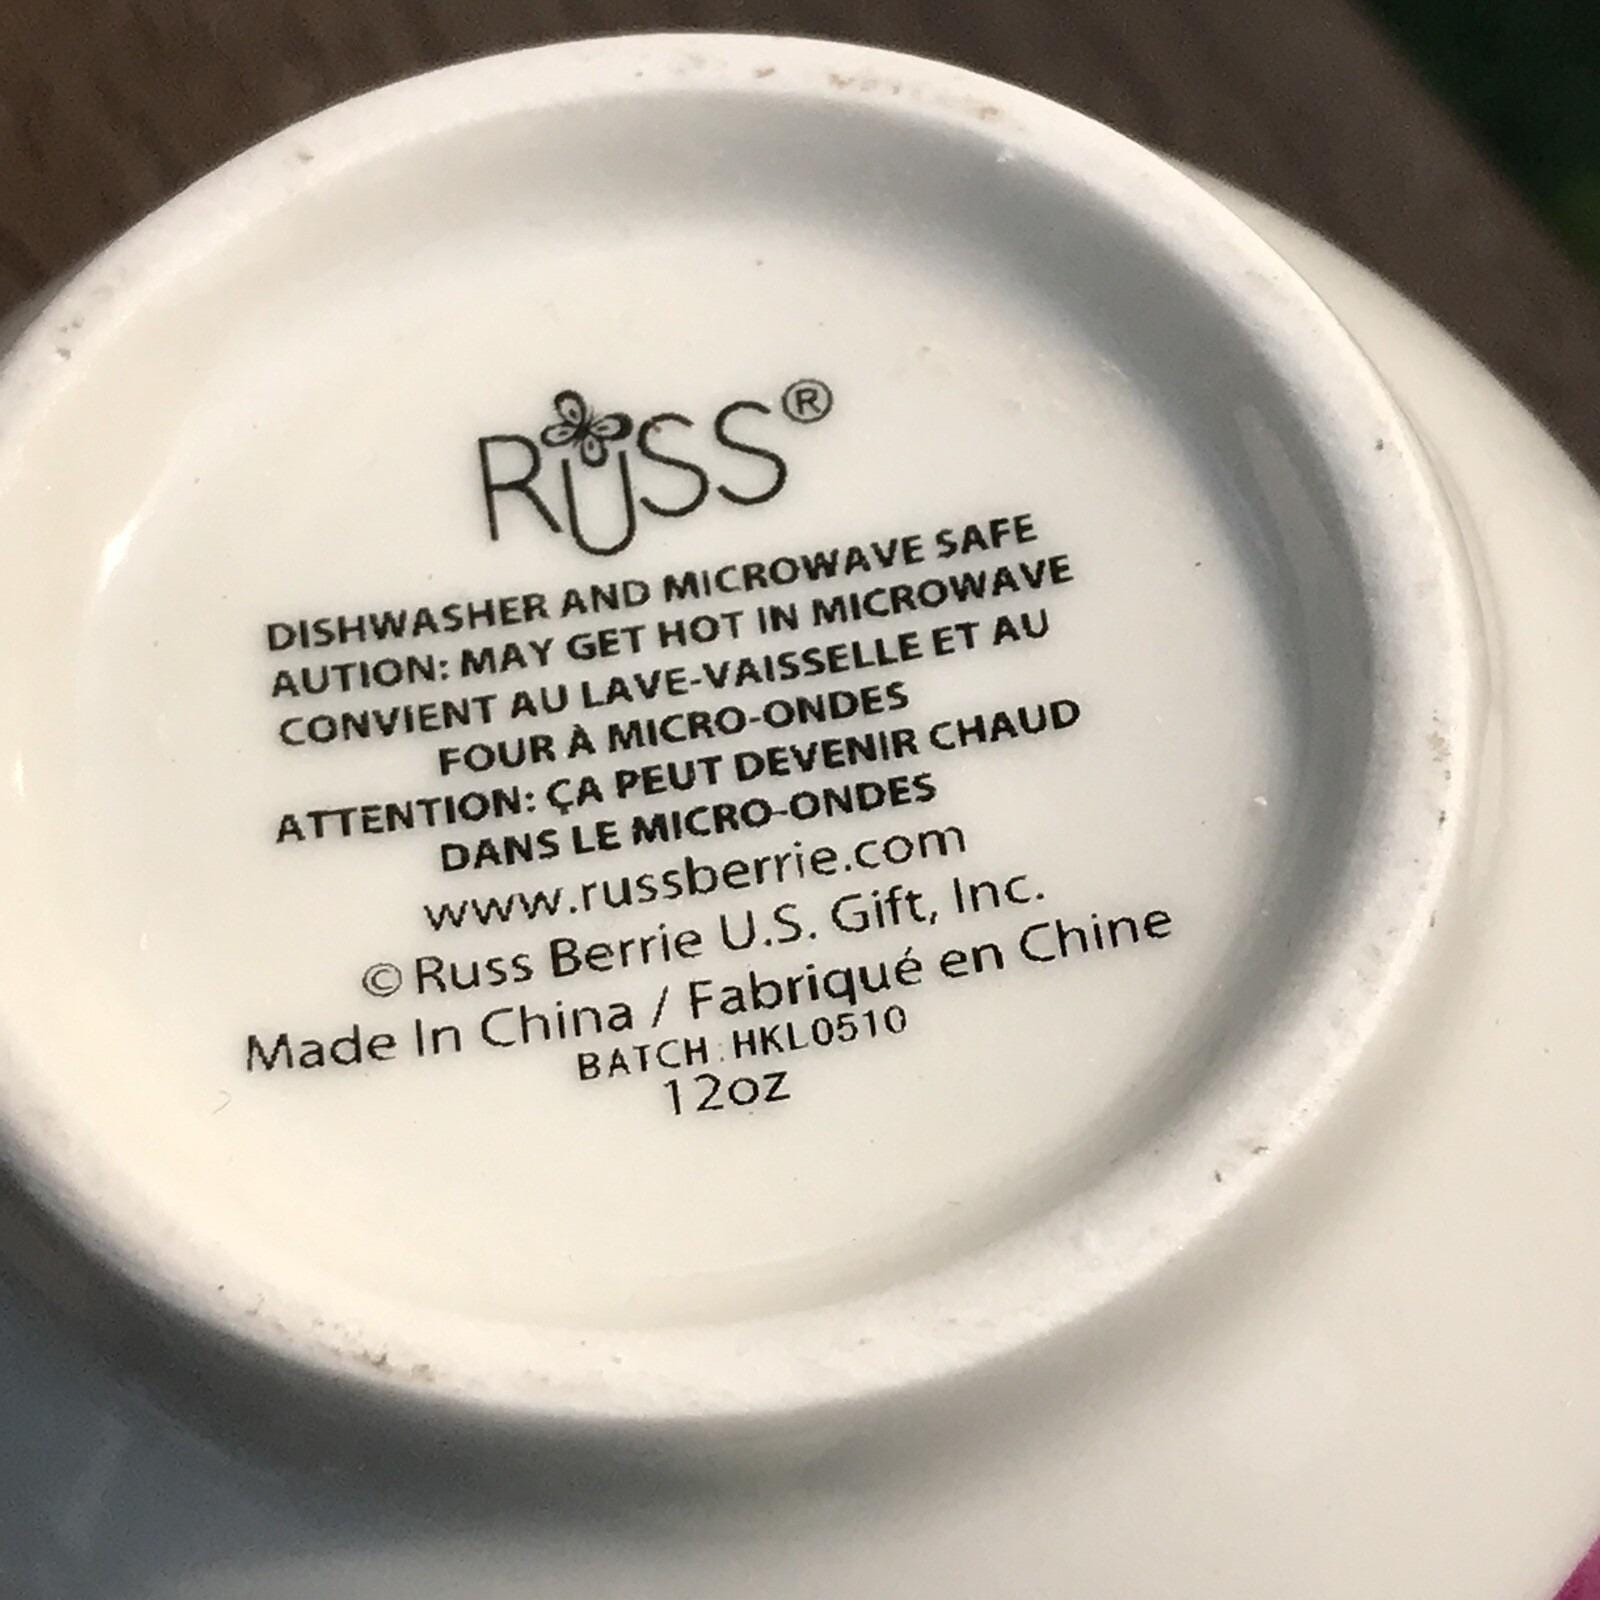 RUSS®
DISHWASHER AND MICROWAVE SAFE
AUTION: MAY GET HOT IN MICROWAVE
CONVIENT AU LAVE-VAISSELLE ET AU
FOUR À MICRO-ONDES
ATTENTION: ÇA PEUT DEVENIR CHAUD
DANS LE MICRO-ONDES
www.russberrie.com
© Russ Berrie U.S. Gift, Inc.
Made In China / Fabriqué en Chine
BATCH: HKL0510
12oz